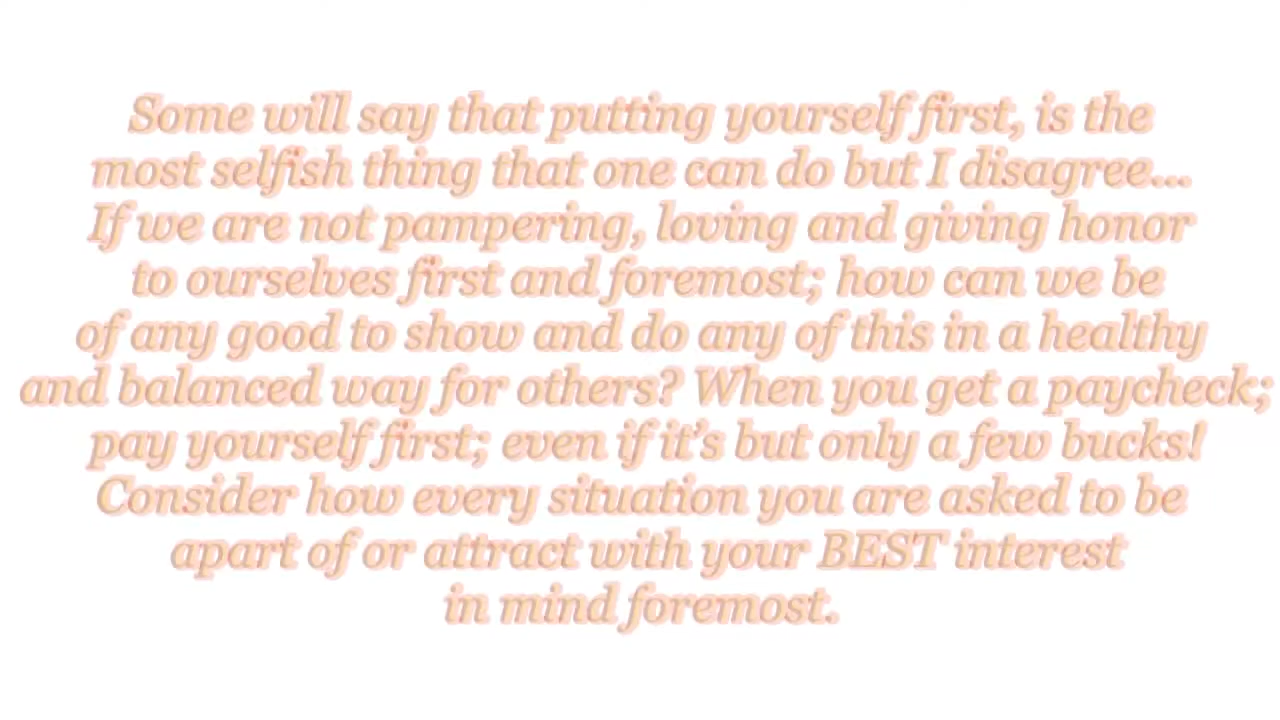 Some will say that putting yourself first, is the
most selfish thing that one can do but I disagree...
If we are not pampering, loving and giving honor
to ourselves first and foremost; how can we be
of any good to show and do any of this in a healthy
and balanced way for others? When you get a paycheck;
pay yourself first; even if it’s but only a few bucks!
Consider how every situation you are asked to be
apart of or attract with your BEST interest
in mind foremost.